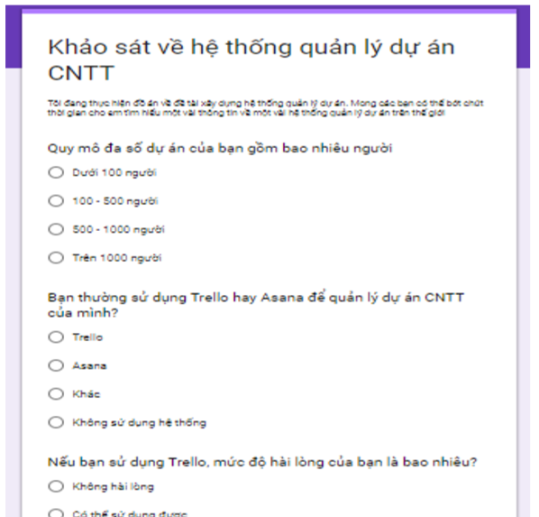 Khảo sát về hệ thống quản lý dự án
CNTT
Tôi đang thực hiện đồ án về đề tài xây dựng hệ thống quản lý dự án. Mong các bạn có thể bớt chút
thời gian cho em tìm hiểu một vài thông tin về một vài hệ thống quản lý dự án trên thế giới
Quy mô đa số dự án của bạn gồm bao nhiêu người
Dưới 100 người
100 - 500 người
500 - 1000 người
Trên 1000 người
Bạn thường sử dụng Trello hay Asana để quản lý dự án CNTT
của mình?
Trello
Asana
Khác
Không sử dụng hệ thống
Nếu bạn sử dụng Trello, mức độ hài lòng của bạn là bao nhiêu?
Không hài lòng
Có thể sử dụng được